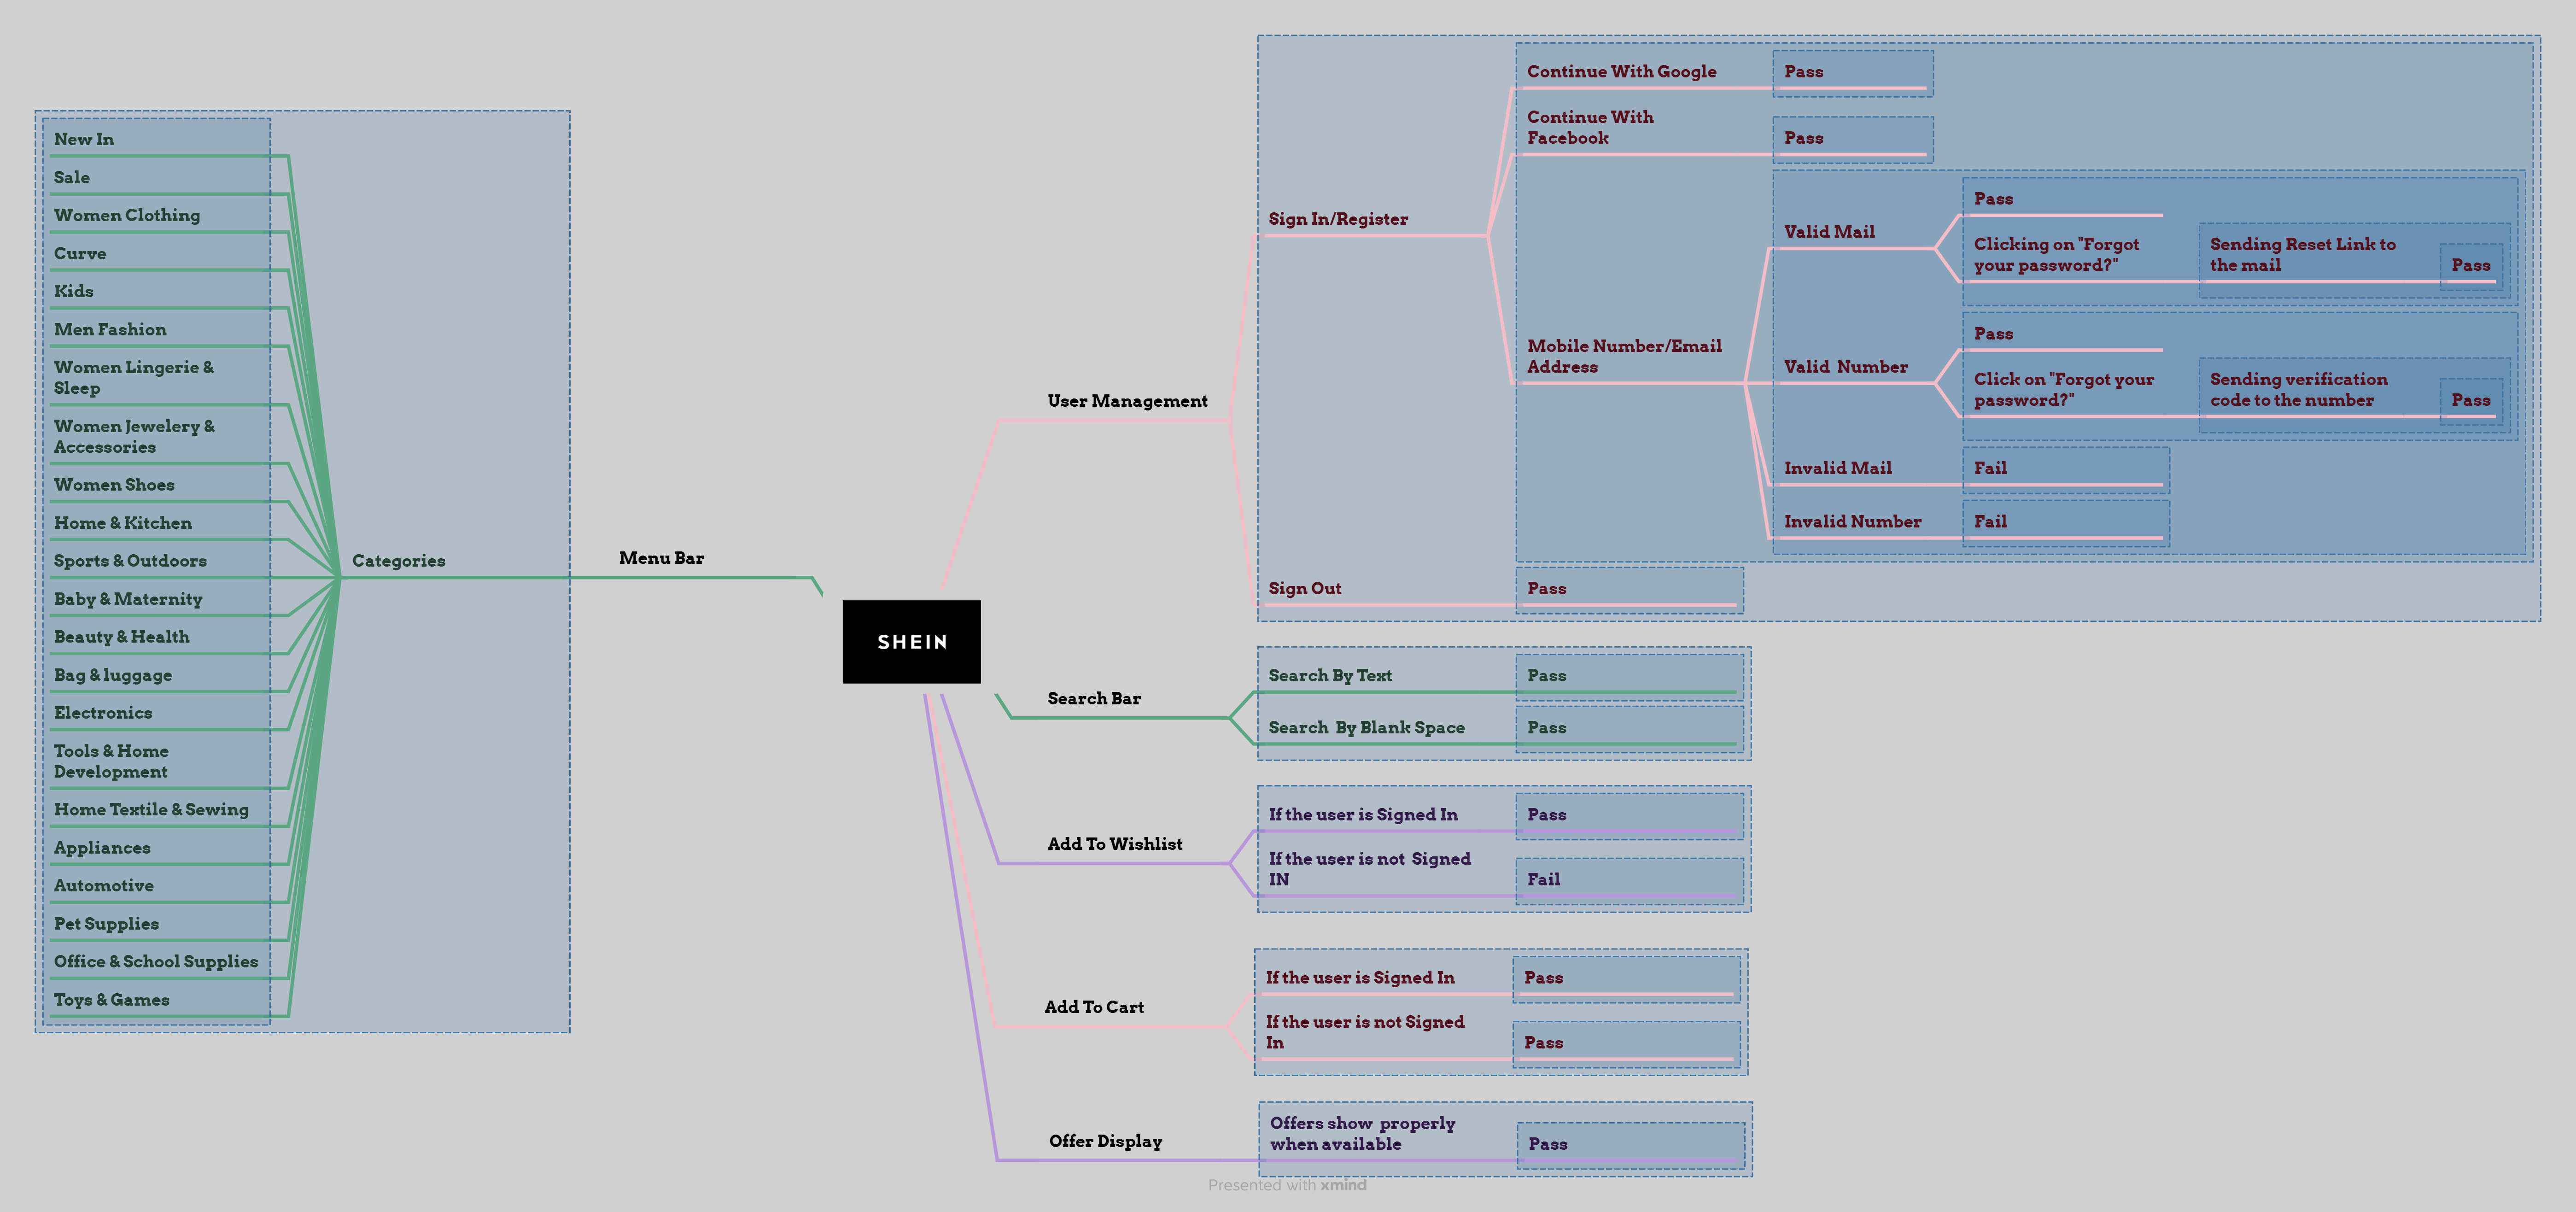 New In
Sale
Women Clothing
Curve
Kids
Men Fashion
Women Lingerie &
Sleep
Women Jewelery &
Accessories
Women Shoes
Home & Kitchen
Sports & Outdoors
Baby & Maternity
Beauty & Health
Bag & luggage
Electronics
Tools & Home
Development
Home Textile & Sewing
Appliances
Automotive
Pet Supplies
Office & School Supplies
Toys & Games
Categories
Menu Bar
SHEIN
User Management
Sign In/Register
Continue With Google
Pass
Continue With
Facebook
Pass
Mobile Number/Email
Address
Valid Mail
Pass
Clicking on "Forgot
your password?"
Sending Reset Link to
the mail
Pass
Valid  Number
Pass
Click on "Forgot your
password?"
Sending verification
code to the number
Pass
Invalid Mail
Fail
Invalid Number
Fail
Sign Out
Pass
Search Bar
Search By Text
Pass
Search  By Blank Space
Pass
Add To Wishlist
If the user is Signed In
Pass
If the user is not  Signed
IN
Fail
Add To Cart
If the user is Signed In
Pass
If the user is not Signed
In
Pass
Offer Display
Offers show  properly
when available
Pass
Presented with xmind